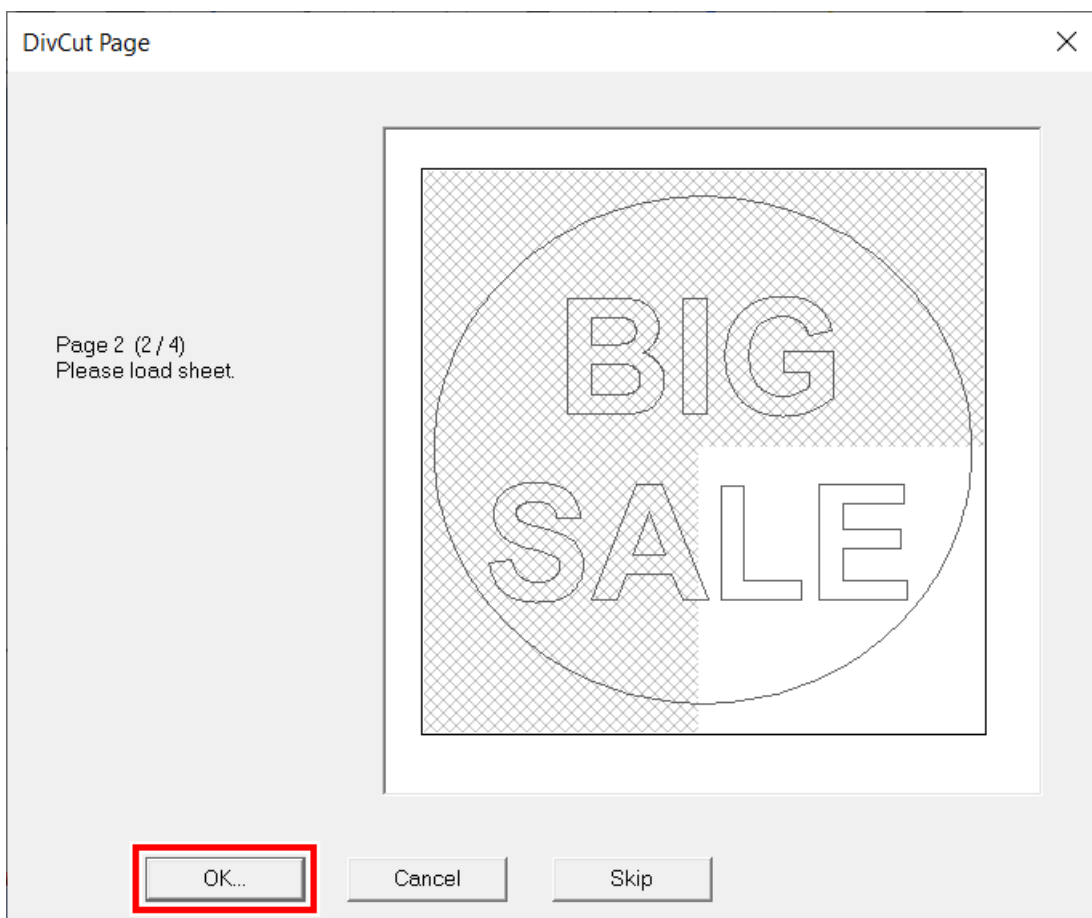 DivCut Page
Page 2 (2 / 4)
Please load sheet.
BIG
SALE
OK...
Cancel
Skip